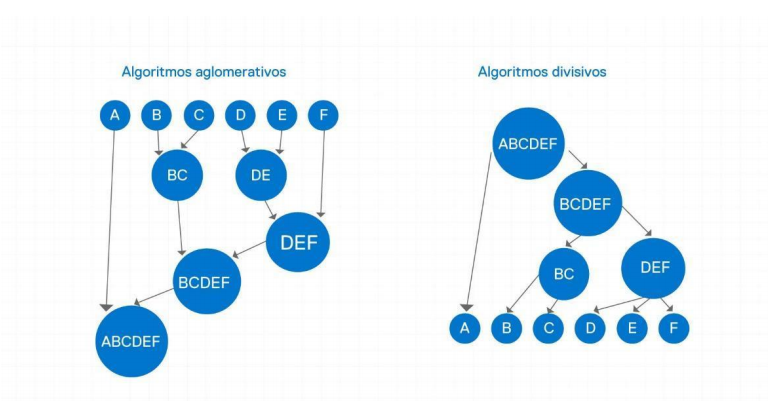 Algoritmos aglomerativos
A B C D E F
BC DE
DEF
BCDEF
ABCDEF
Algoritmos divisivos
ABCDEF
BCDEF
BC DEF
A B C D E F